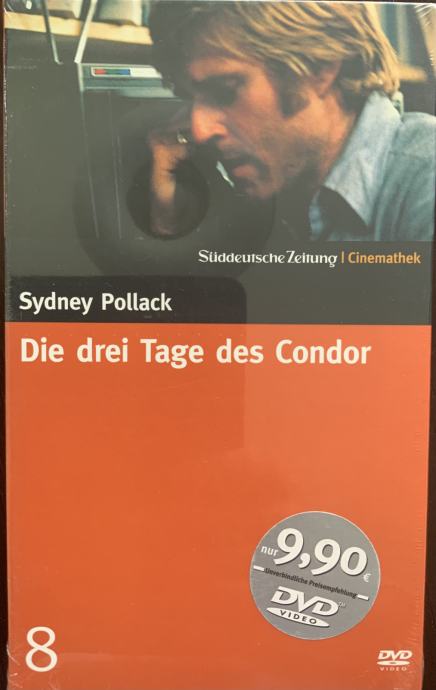 Süddeutsche Zeitung | Cinemathek
Sydney Pollack
Die drei Tage des Condor
nur 9,90 €
Unverbindliche Preisempfehlung
DVD
VIDEO
8
DVD
VIDEO